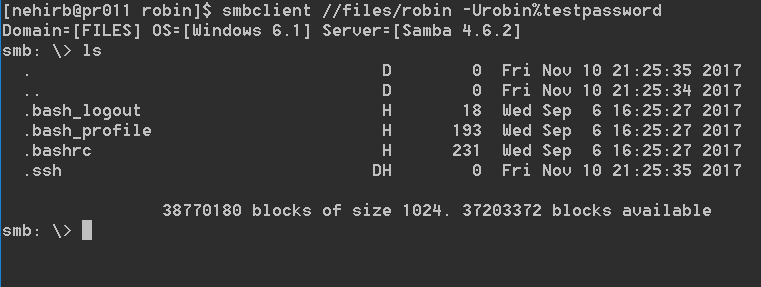 [nehirb@pr011 robin]$ smbclient //files/robin -Urobin%testpassword
Domain=[FILES] OS=[Windows 6.1] Server=[Samba 4.6.2]
smb: \> ls
. D 0 Fri Nov 10 21:25:35 2017
.. D 0 Fri Nov 10 21:25:34 2017
.bash_logout H 18 Wed Sep 6 16:25:27 2017
.bash_profile H 193 Wed Sep 6 16:25:27 2017
.bashrc H 231 Wed Sep 6 16:25:27 2017
.ssh DH 0 Fri Nov 10 21:25:35 2017
38770180 blocks of size 1024. 37203372 blocks available
smb: \>